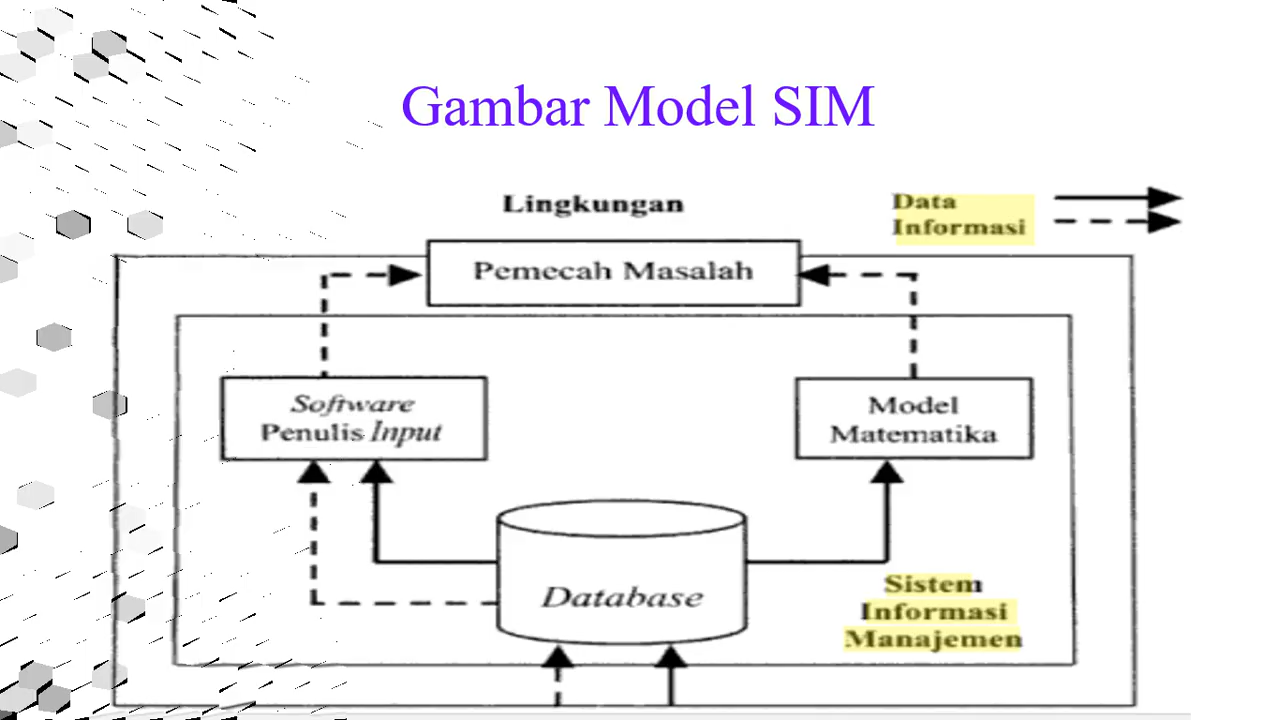 Gambar Model SIM
Lingkungan
Data
Informasi
Pemecah Masalah
Software
Penulis Input
Model
Matematika
Database
Sistem
Informasi
Manajemen